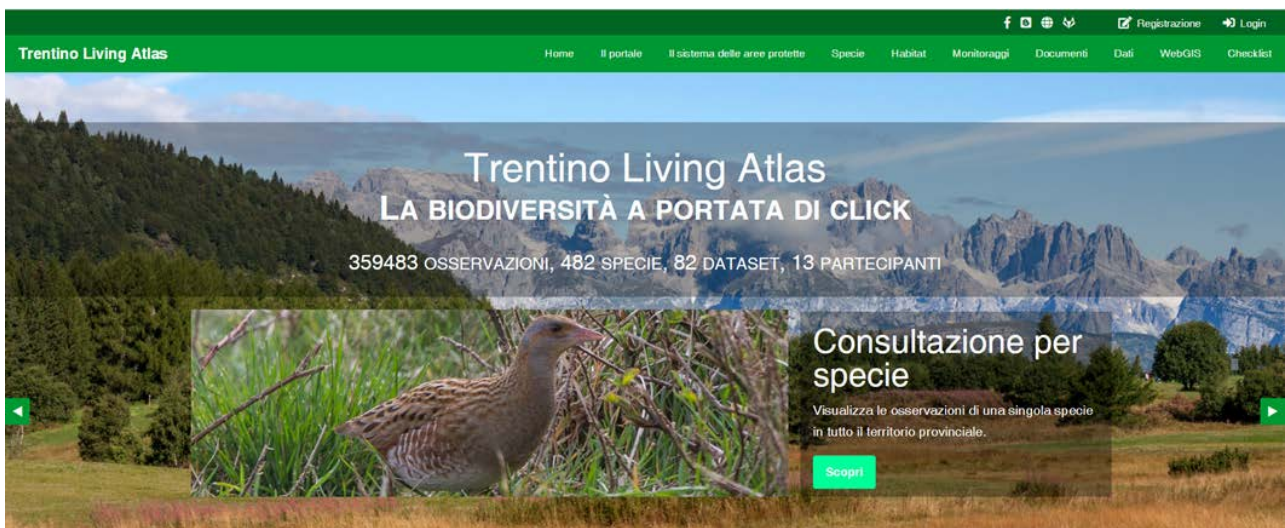 Registrazione Login
Trentino Living Atlas Home Il portale Il sistema delle aree protette Specie Habitat Monitoraggi Documenti Dati WebGIS Checklist
Trentino Living Atlas
LA BIODIVERSITÀ A PORTATA DI CLICK
359483 OSSERVAZIONI, 482 SPECIE, 82 DATASET, 13 PARTECIPANTI
Consultazione per
specie
Visualizza le osservazioni di una singola specie
in tutto il territorio provinciale.
Scopri